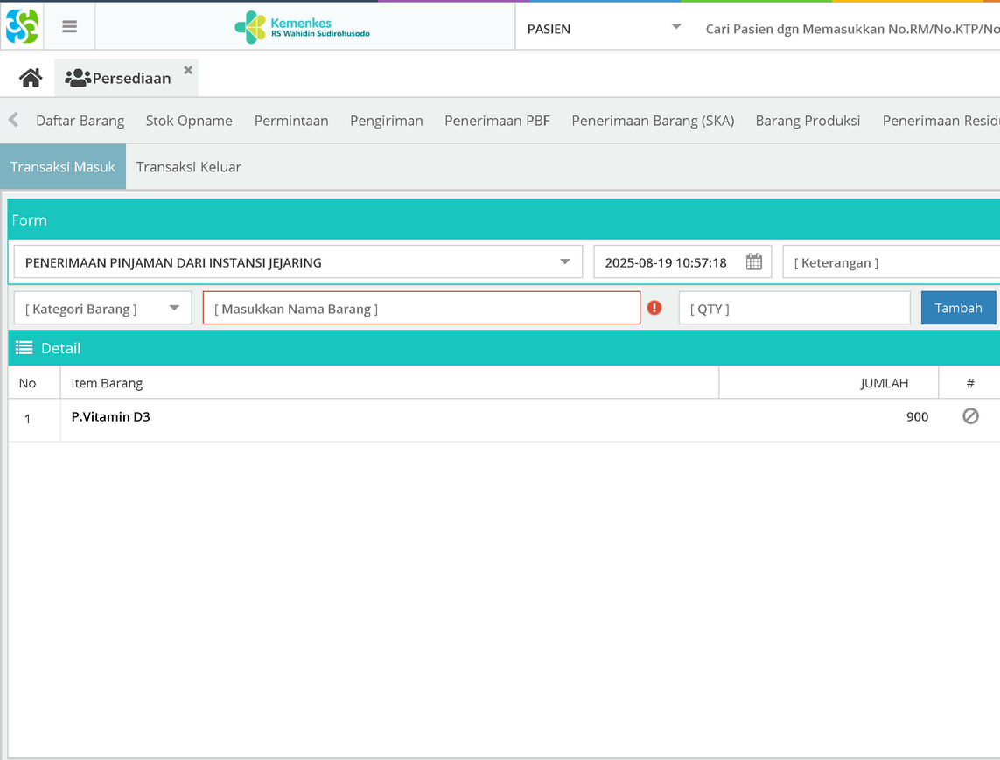 Kemenkes
RS Wahidin Sudirohusodo
PASIEN
Cari Pasien dgn Memasukkan No.RM/No.KTP/No
Persediaan
Daftar Barang Stok Opname Permintaan Pengiriman Penerimaan PBF Penerimaan Barang (SKA) Barang Produksi Penerimaan Resid
Transaksi Masuk Transaksi Keluar
Form
PENERIMAAN PINJAMAN DARI INSTANSI JEJARING 2025-08-19 10:57:18 [ Keterangan ]
[ Kategori Barang ] [ Masukkan Nama Barang ] [ QTY ] Tambah
Detail
No Item Barang JUMLAH #
1 P.Vitamin D3 900